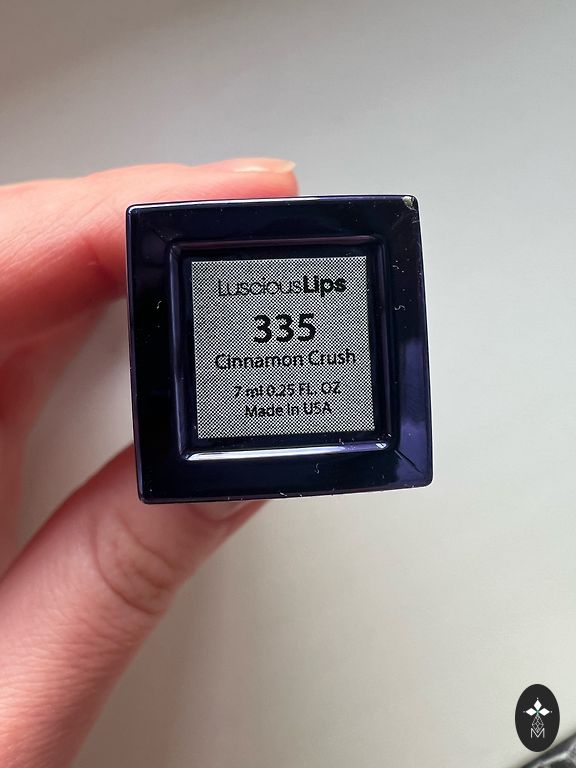 LusciousLips
335
Cinnamon Crush
7 ml 0.25 FL. OZ
Made In USA
M